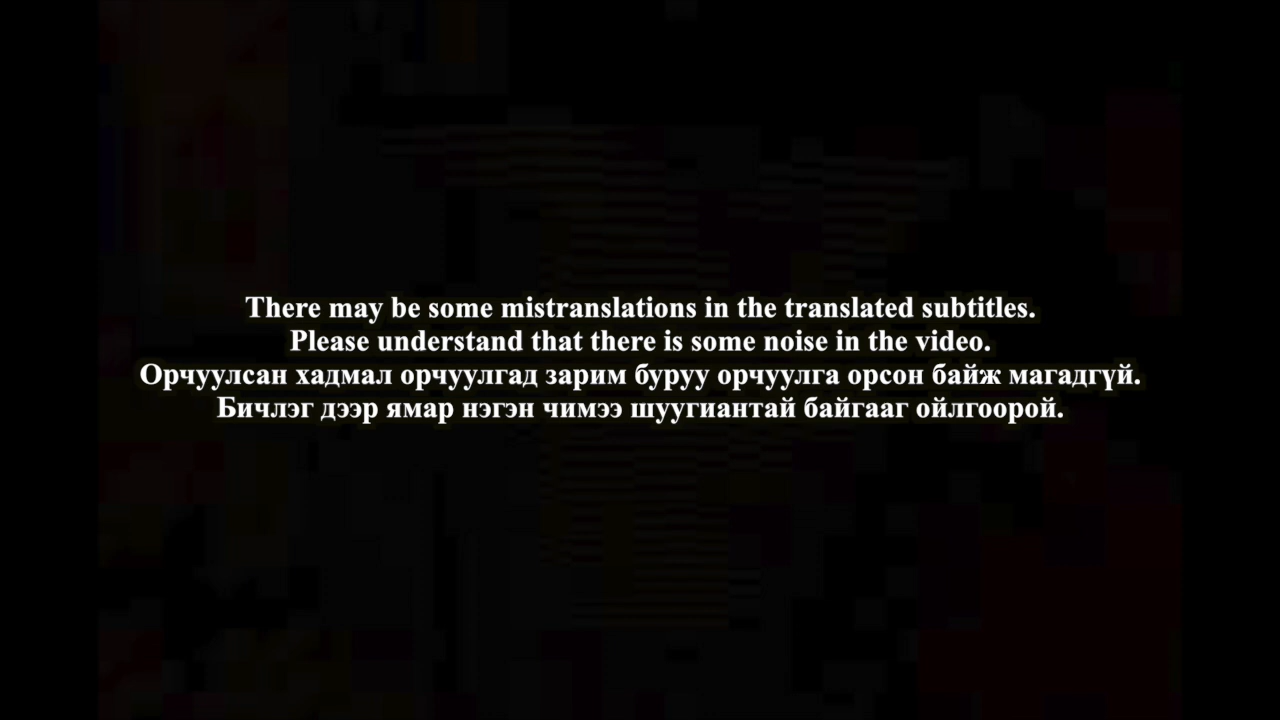 There may be some mistranslations in the translated subtitles.
Please understand that there is some noise in the video.
Орчуулсан хадмал орчуулгад зарим буруу орчуулга орсон байж магадгүй.
Бичлэг дээр ямар нэгэн чимээ шуугиантай байгааг ойлгоорой.